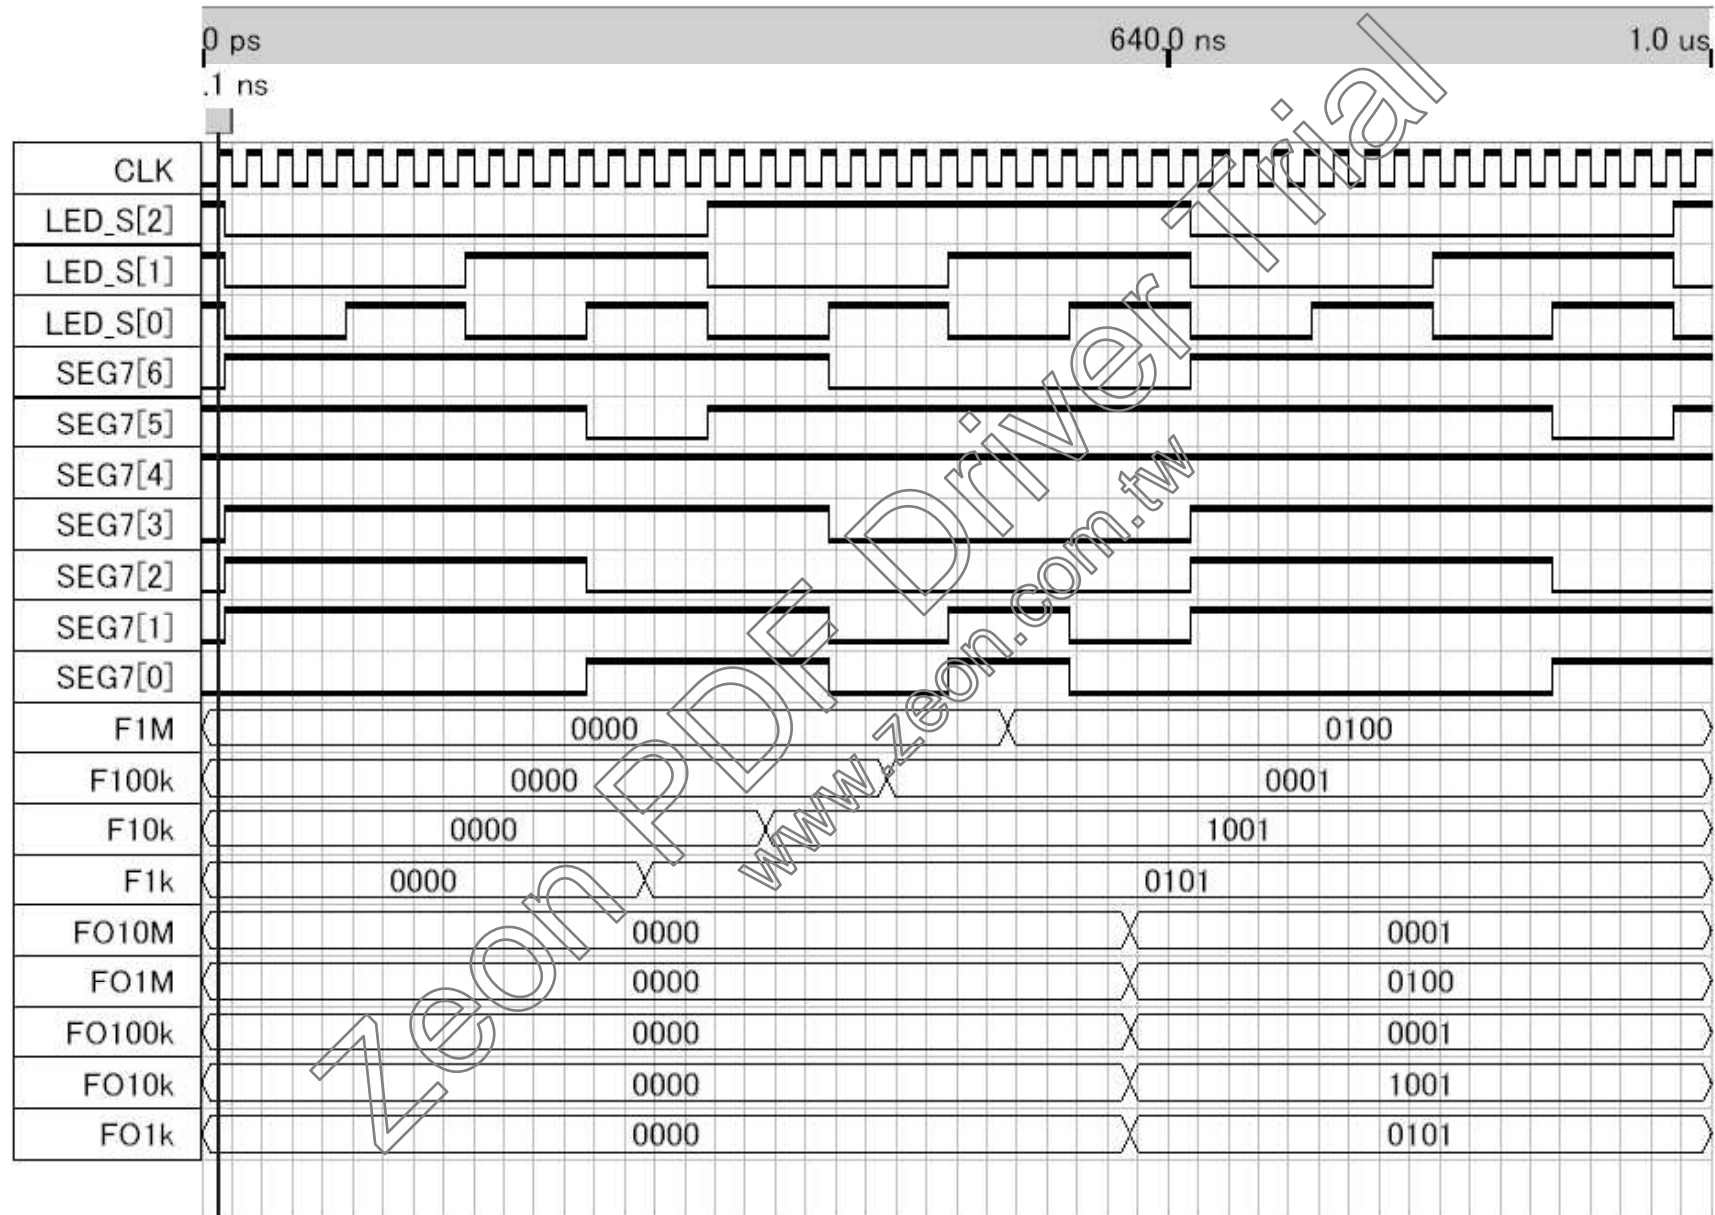 0 ps 640.0 ns 1.0 us
.1 ns
CLK
LED_S[2]
LED_S[1]
LED_S[0]
SEG7[6]
SEG7[5]
SEG7[4]
SEG7[3]
SEG7[2]
SEG7[1]
SEG7[0]
F1M 0000 0100
F100k 0000 0001
F10k 0000 1001
F1k 0000 0101
FO10M 0000 0001
FO1M 0000 0100
FO100k 0000 0001
FO10k 0000 1001
FO1k 0000 0101
Zeon PDF Driver Trial
www.zeon.com.tw